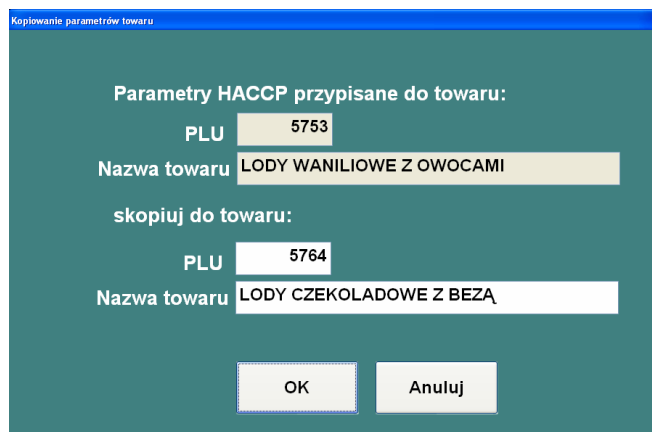 Kopiowanie parametrów towaru
Parametry HACCP przypisane do towaru:
PLU 5753
Nazwa towaru LODY WANILIOWE Z OWOCAMI
skopiuj do towaru:
PLU 5764
Nazwa towaru LODY CZEKOLADOWE Z BEZĄ
OK Anuluj